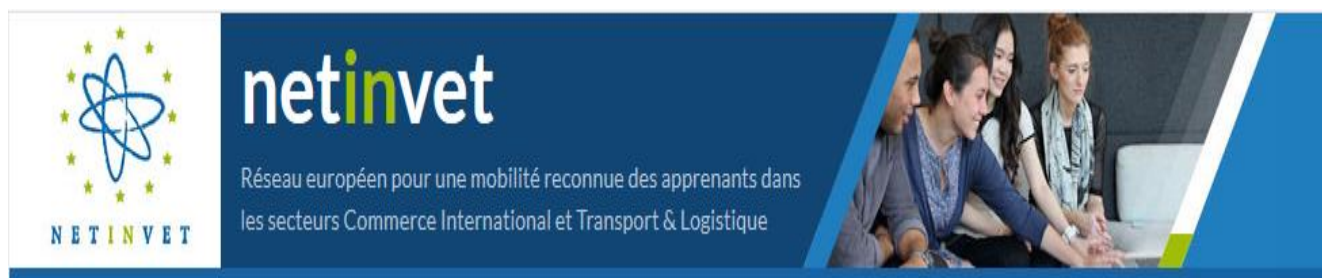 netinvet
Réseau européen pour une mobilité reconnue des apprenants dans
les secteurs Commerce International et Transport & Logistique
NETINVET